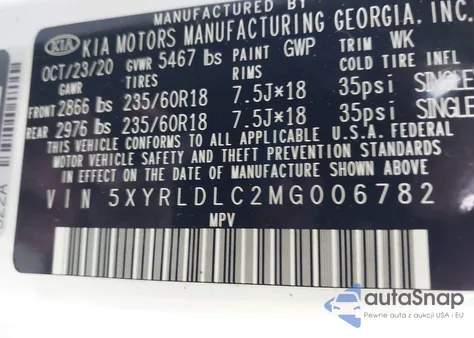 MANUFACTURED BY
KIA KIA MOTORS MANUFACTURING GEORGIA, INC.
OCT/23/20 GVWR 5467 lbs PAINT GWP TRIM WK
GAWR TIRES RIMS COLD TIRE INFL
FRONT 2866 lbs 235/60R18 7.5J×18 35psi SINGLE
REAR 2976 lbs 235/60R18 7.5J×18 35psi SINGLE
THIS VEHICLE CONFORMS TO ALL APPLICABLE U.S.A. FEDERAL
MOTOR VEHICLE SAFETY STANDARDS IN EFFECT ON THE DATE OF
MANUFACTURE SHOWN ABOVE.
VIN 5XYRLDLC2MG006782
MPV
autoSnap
Pewne auta z aukcji USA i EU